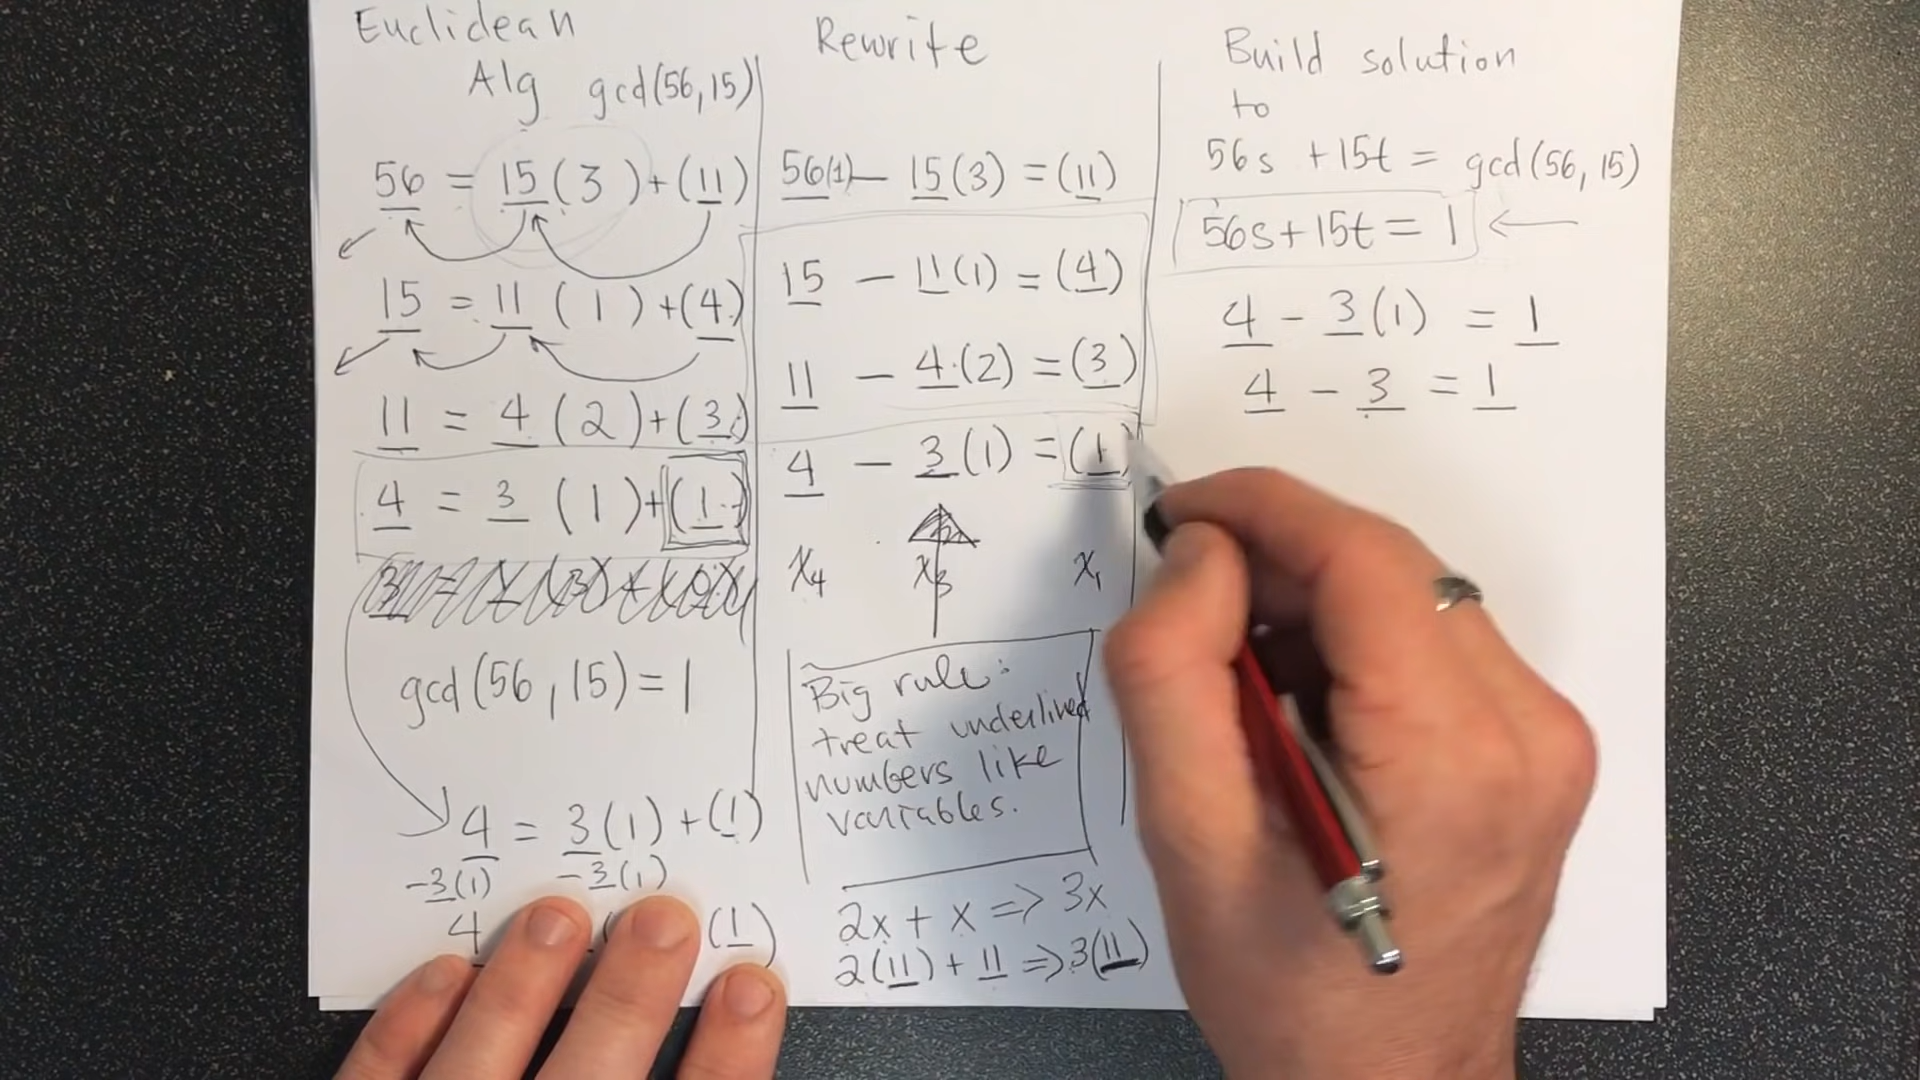 Euclidean
Alg gcd(56,15)
56 = 15(3)+(11)
15 = 11(1)+(4)
11 = 4(2)+(3)
4 = 3(1)+(1)
gcd(56,15)=1
4 = 3(1)+(1)
-3(1) -3(1)
4 (1)
Rewrite
56(1)— 15(3) = (11)
15 — 11(1) = (4)
11 — 4·(2) = (3)
4 — 3(1) = (1)
x₄ x₃ x₁
Big rule:
treat underlined
numbers like
variables.
2x + x => 3x
2(11) + 11 => 3(11)
Build solution
to
56s +15t = gcd(56,15)
56s+15t = 1
4 - 3(1) = 1
4 - 3 = 1